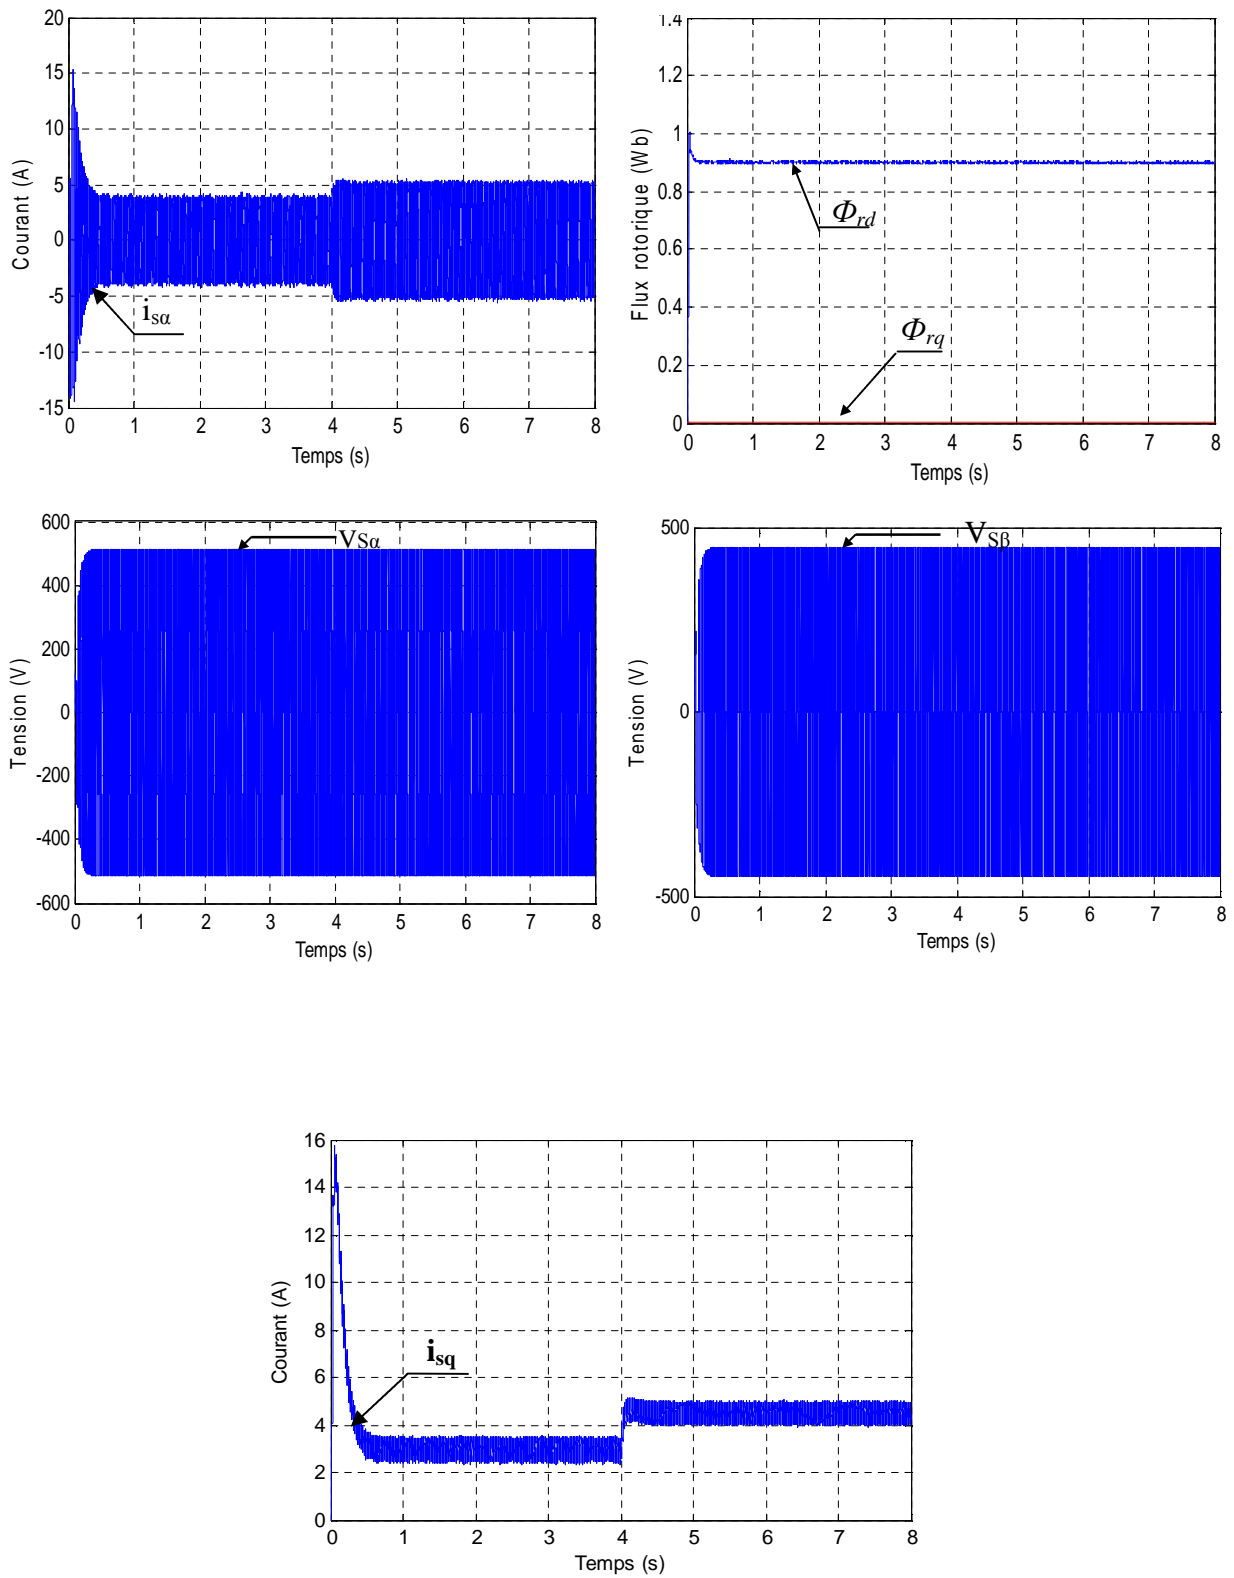 20
15
10
5
0
-5
-10
-15
Courant (A)
i sα
0 1 2 3 4 5 6 7 8
Temps (s)
1.4
1.2
1
0.8
0.6
0.4
0.2
0
Flux rotorique (Wb)
Φrd
Φrq
0 1 2 3 4 5 6 7 8
Temps (s)
600
400
200
0
-200
-400
-600
Tension (V)
VSα
0 1 2 3 4 5 6 7 8
Temps (s)
500
0
-500
Tension (V)
VSβ
0 1 2 3 4 5 6 7 8
Temps (s)
16
14
12
10
8
6
4
2
0
Courant (A)
isq
0 1 2 3 4 5 6 7 8
Temps (s)